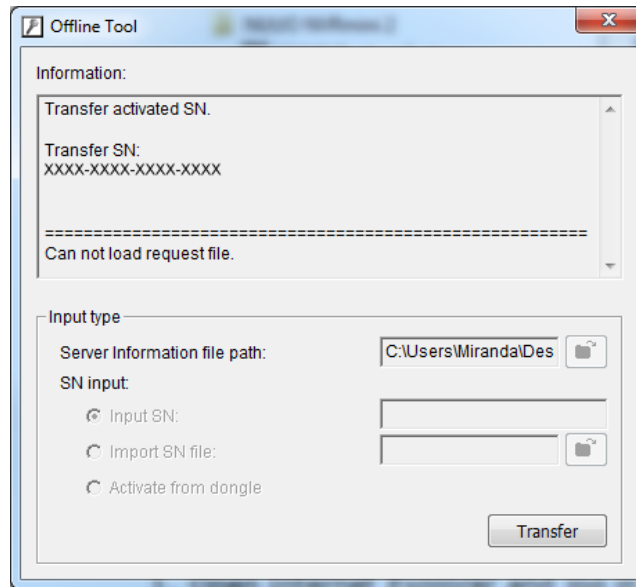 Offline Tool
Information:
Transfer activated SN.
Transfer SN:
XXXX-XXXX-XXXX-XXXX
========================================================
Can not load request file.
Input type
Server Information file path:
C:\Users\Miranda\Des
SN input:
Input SN:
Import SN file:
Activate from dongle
Transfer